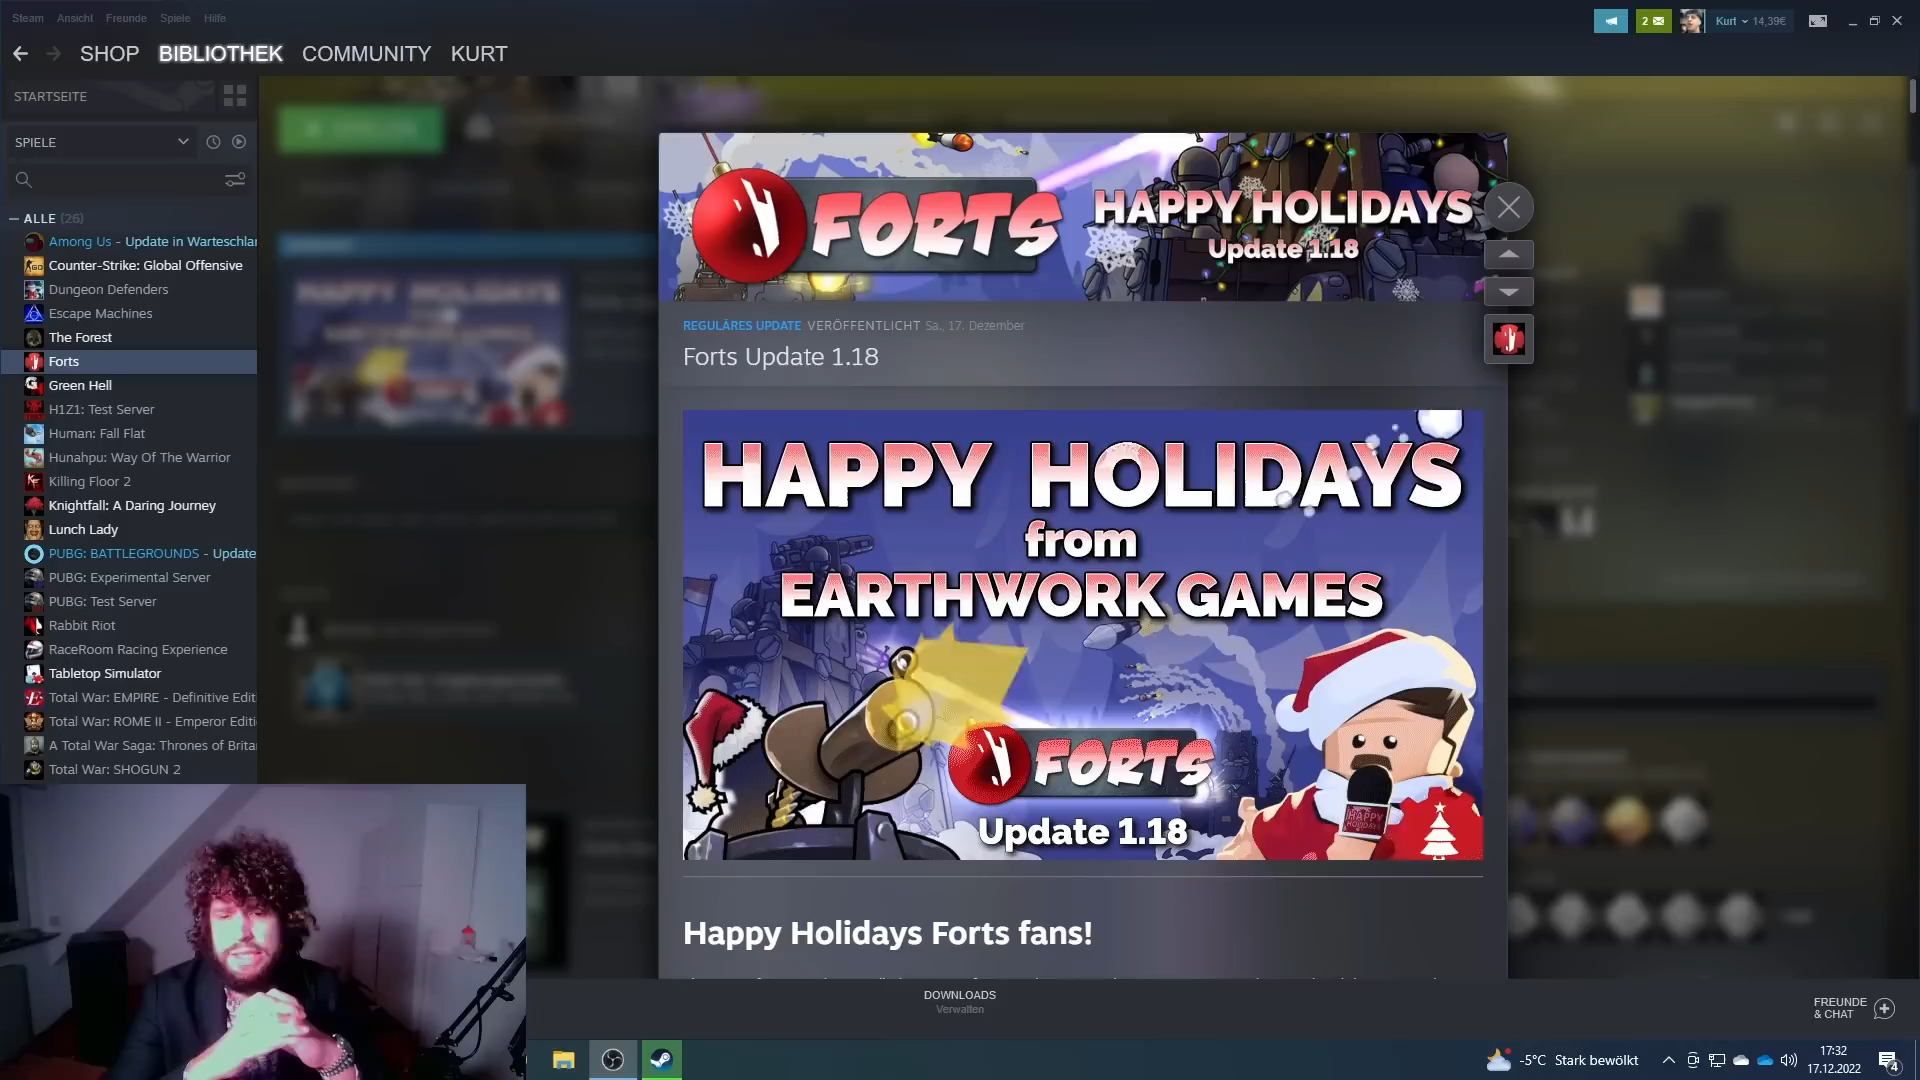 Steam Ansicht Freunde Spiele Hilfe
2 Kurt 14,39€
SHOP BIBLIOTHEK COMMUNITY KURT
STARTSEITE
SPIELE
ALLE (26)
Among Us - Update in Warteschlan
Counter-Strike: Global Offensive
Dungeon Defenders
Escape Machines
The Forest
Forts
Green Hell
H1Z1: Test Server
Human: Fall Flat
Hunahpu: Way Of The Warrior
Killing Floor 2
Knightfall: A Daring Journey
Lunch Lady
PUBG: BATTLEGROUNDS - Update
PUBG: Experimental Server
PUBG: Test Server
Rabbit Riot
RaceRoom Racing Experience
Tabletop Simulator
Total War: EMPIRE - Definitive Edit
Total War: ROME II - Emperor Editi
A Total War Saga: Thrones of Brita
Total War: SHOGUN 2
FORTS
HAPPY HOLIDAYS
Update 1.18
REGULÄRES UPDATE VERÖFFENTLICHT Sa., 17. Dezember
Forts Update 1.18
HAPPY HOLIDAYS
from
EARTHWORK GAMES
FORTS
Update 1.18
HAPPY
HOLIDAYS
Happy Holidays Forts fans!
DOWNLOADS
Verwalten
FREUNDE
& CHAT
-5°C Stark bewölkt
17:32
17.12.2022
4